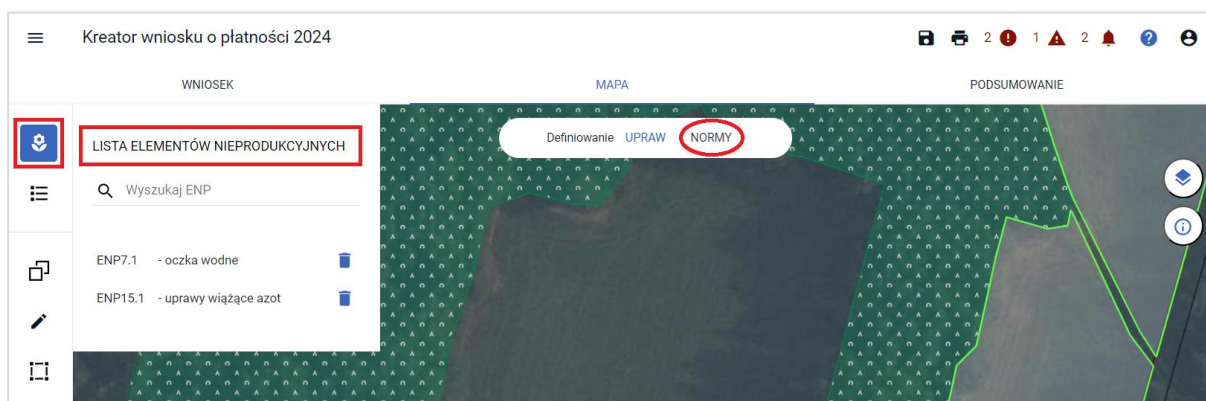 Kreator wniosku o płatności 2024
2 1 2
WNIOSEK MAPA PODSUMOWANIE
Definiowanie UPRAW NORMY
LISTA ELEMENTÓW NIEPRODUKCYJNYCH
Wyszukaj ENP
ENP7.1 - oczka wodne
ENP15.1 - uprawy wiążące azot